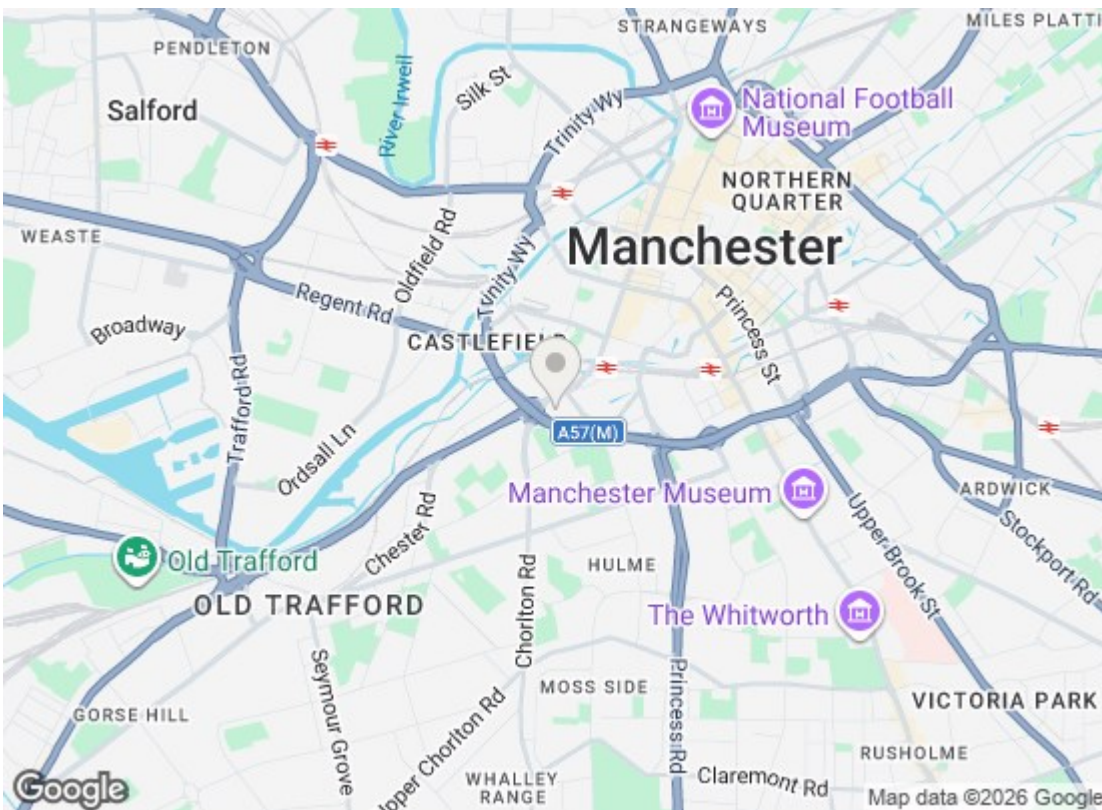 STRANGEWAYS
MILES PLATTI
PENDLETON
Silk St
River Irwell
Salford
Trinity Wy
National Football
Museum
NORTHERN
QUARTER
WEASTE
Oldfield Rd
Manchester
Trinity Wy
Regent Rd
Princess St
Broadway
CASTLEFIELD
Trafford Rd
A57(M)
Ordsall Ln
Manchester Museum
ARDWICK
Chester Rd
Upper Brook St
Stockport Rd
Old Trafford
HULME
OLD TRAFFORD
The Whitworth
Chorlton Rd
Seymour Grove
MOSS SIDE
Princess Rd
VICTORIA PARK
GORSE HILL
pper Chorlton Rd
RUSHOLME
WHALLEY
RANGE
Claremont Rd
Google
Map data ©2026 Google